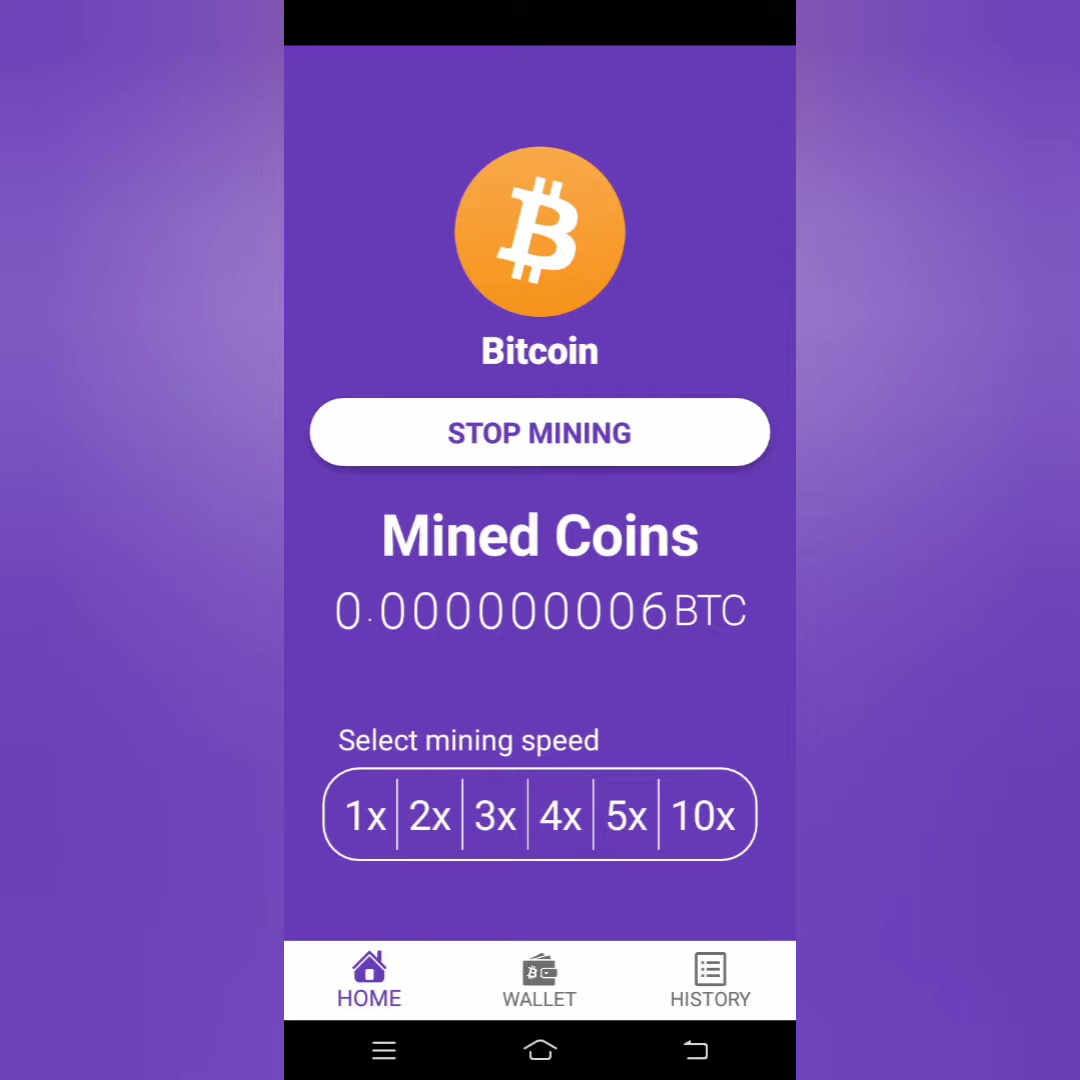 Bitcoin
STOP MINING
Mined Coins
0.000000006 BTC
Select mining speed
1x 2x 3x 4x 5x 10x
HOME WALLET HISTORY